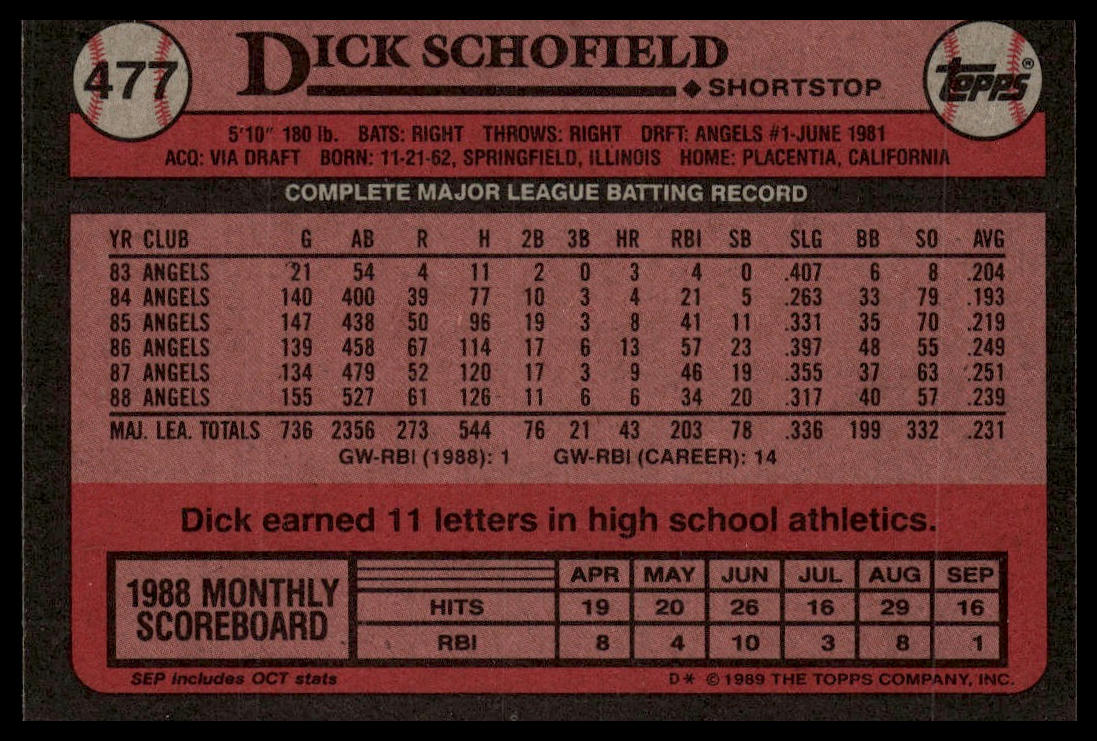 477
DICK SCHOFIELD
◆ SHORTSTOP
TOPPS®
5'10" 180 lb. BATS: RIGHT THROWS: RIGHT DRFT: ANGELS #1-JUNE 1981
ACQ: VIA DRAFT BORN: 11-21-62, SPRINGFIELD, ILLINOIS HOME: PLACENTIA, CALIFORNIA
COMPLETE MAJOR LEAGUE BATTING RECORD
YR CLUB G AB R H 2B 3B HR RBI SB SLG BB SO AVG
83 ANGELS 21 54 4 11 2 0 3 4 0 .407 6 8 .204
84 ANGELS 140 400 39 77 10 3 4 21 5 .263 33 79 .193
85 ANGELS 147 438 50 96 19 3 8 41 11 .331 35 70 .219
86 ANGELS 139 458 67 114 17 6 13 57 23 .397 48 55 .249
87 ANGELS 134 479 52 120 17 3 9 46 19 .355 37 63 .251
88 ANGELS 155 527 61 126 11 6 6 34 20 .317 40 57 .239
MAJ. LEA. TOTALS 736 2356 273 544 76 21 43 203 78 .336 199 332 .231
GW-RBI (1988): 1 GW-RBI (CAREER): 14
Dick earned 11 letters in high school athletics.
1988 MONTHLY SCOREBOARD
APR MAY JUN JUL AUG SEP
HITS 19 20 26 16 29 16
RBI 8 4 10 3 8 1
SEP includes OCT stats
D* © 1989 THE TOPPS COMPANY, INC.